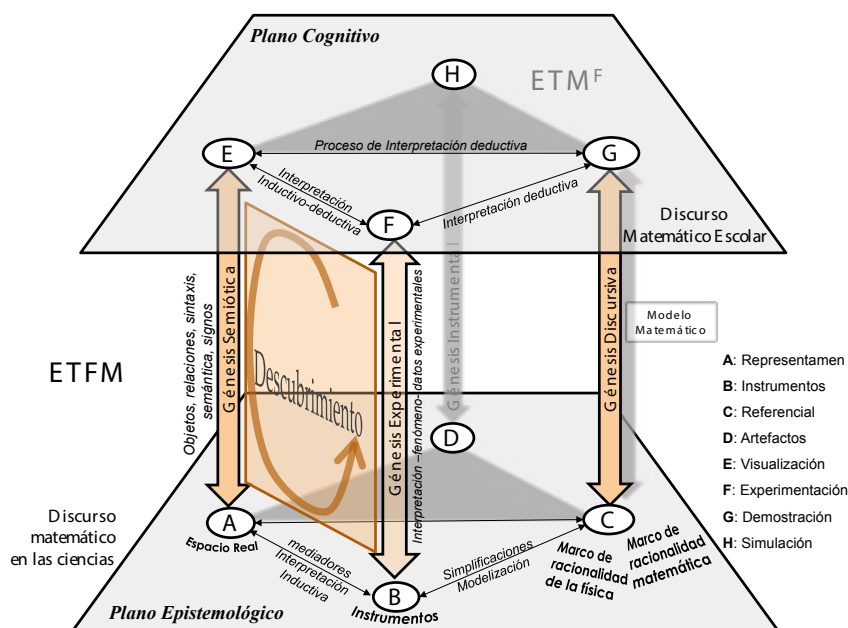 Plano Cognitivo
H
ETM^F
E
Proceso de Interpretación deductiva
G
Interpretación
Inductivo-deductiva
Interpretación deductiva
F
Discurso
Matemático Escolar
Objetos, relaciones, sintaxis,
semántica, signos
Génesis Semiótica
Descubrimiento
Génesis Experimental
Interpretación –fenómeno- datos experimentales
Génesis Instrumental
Génesis Discursiva
Modelo
Matemático
ETFM
A: Representamen
B: Instrumentos
C: Referencial
D: Artefactos
E: Visualización
F: Experimentación
G: Demostración
H: Simulación
D
Discurso
matemático
en las ciencias
A
Espacio Real
C
Marco de
racionalidad
de la física
Marco de
racionalidad
matemática
mediadores
Interpretación
Inductiva
Simplificaciones
Modelización
B
Instrumentos
Plano Epistemológico